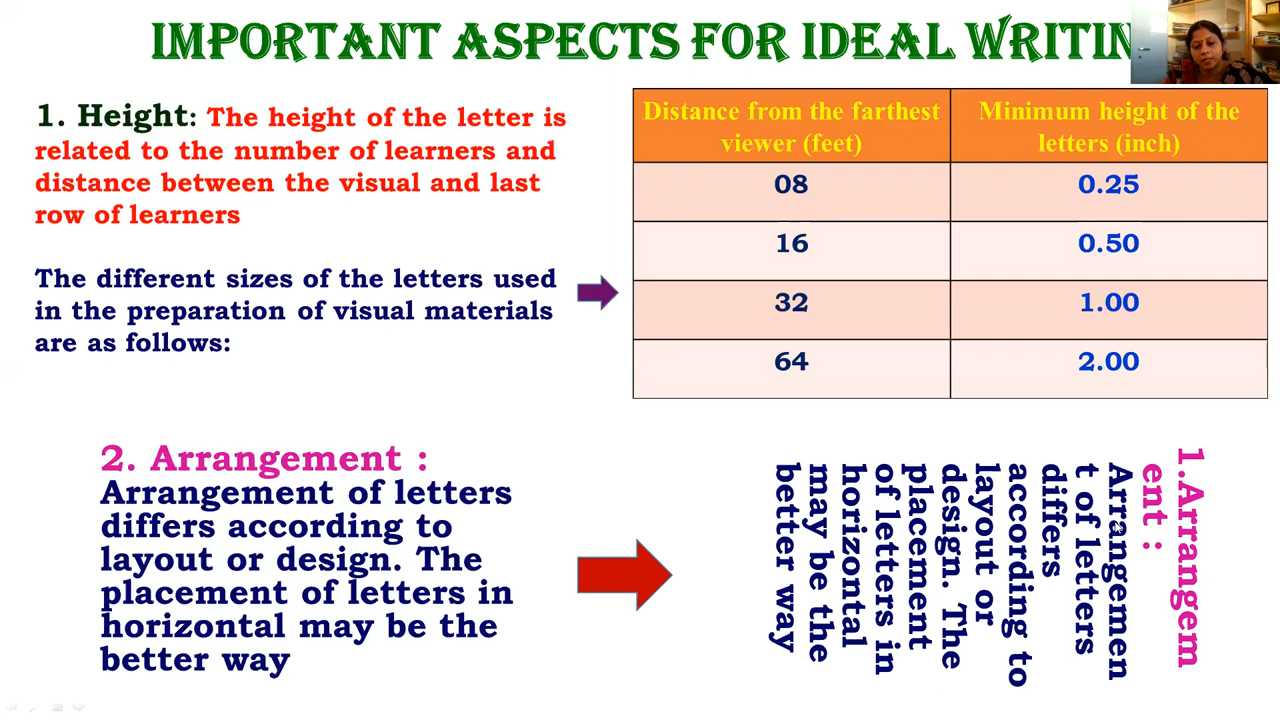 IMPORTANT ASPECTS FOR IDEAL WRITIN
1. Height: The height of the letter is
related to the number of learners and
distance between the visual and last
row of learners
The different sizes of the letters used
in the preparation of visual materials
are as follows:
Distance from the farthest
viewer (feet)
Minimum height of the
letters (inch)
08 0.25
16 0.50
32 1.00
64 2.00
2. Arrangement :
Arrangement of letters
differs according to
layout or design. The
placement of letters in
horizontal may be the
better way
1.Arrangem
ent :
Arrangemen
t of letters
differs
according to
layout or
design. The
placement
of letters in
horizontal
may be the
better way